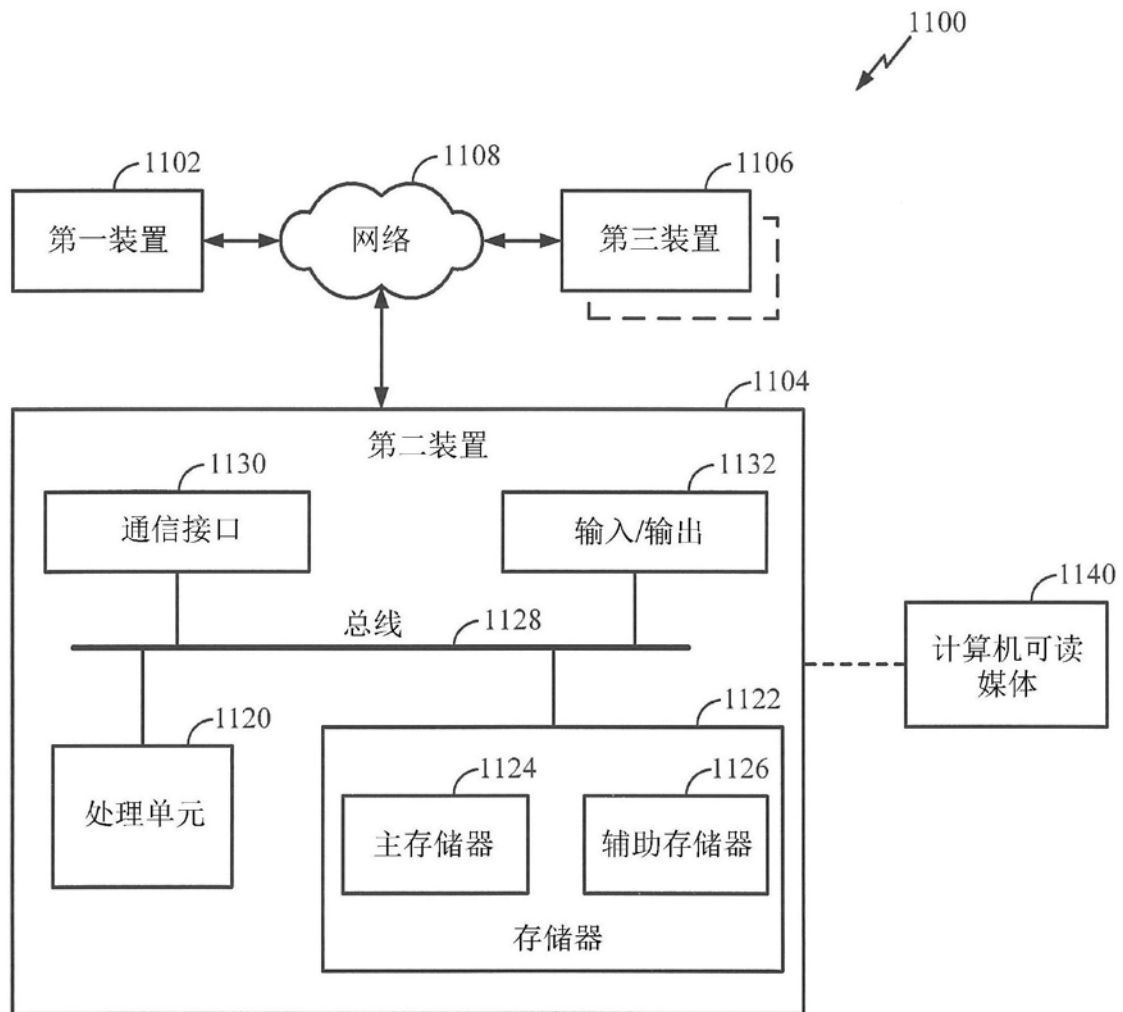 1100
1102
1108
1106
第一装置
网络
第三装置
1104
第二装置
1130
1132
通信接口
输入/输出
总线
1128
1140
计算机可读
媒体
1120
1122
处理单元
1124
1126
主存储器
辅助存储器
存储器